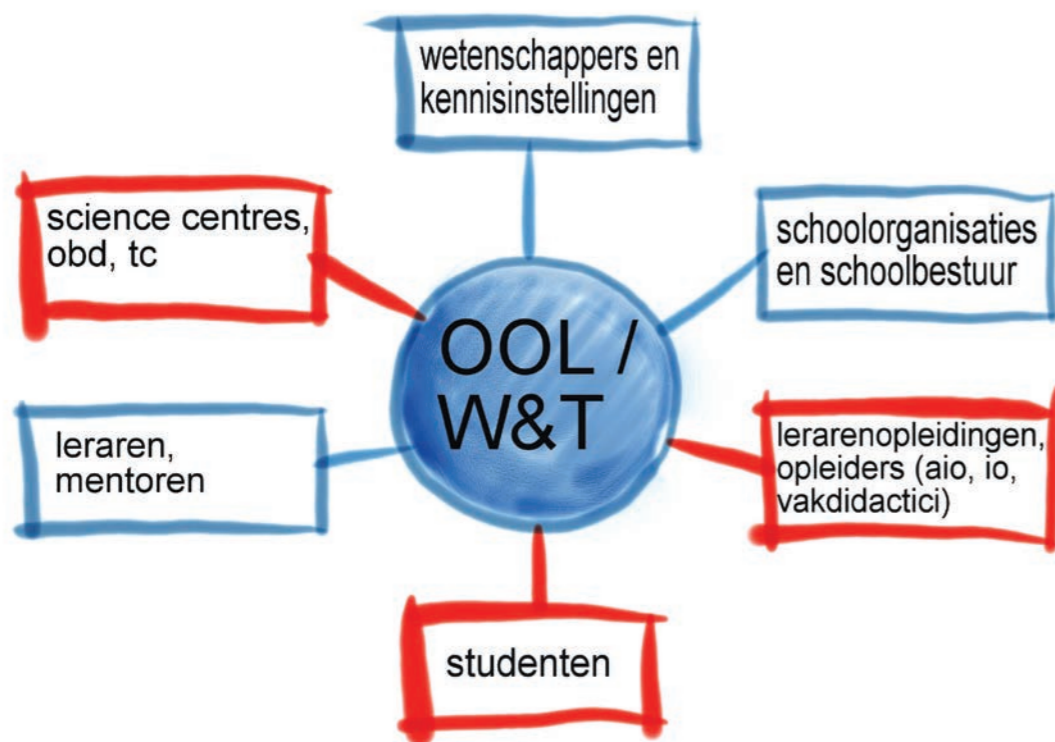 wetenschappers en
kennisinstellingen
science centres,
obd, tc
schoolorganisaties
en schoolbestuur
OOL /
W&T
leraren,
mentoren
lerarenopleidingen,
opleiders (aio, io,
vakdidactici)
studenten